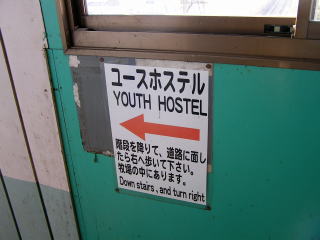 ユースホステル
YOUTH HOSTEL
階段を降りて、道路に面し
たら右へ歩いて下さい。
牧場の中にあります。
Down stairs, and turn right